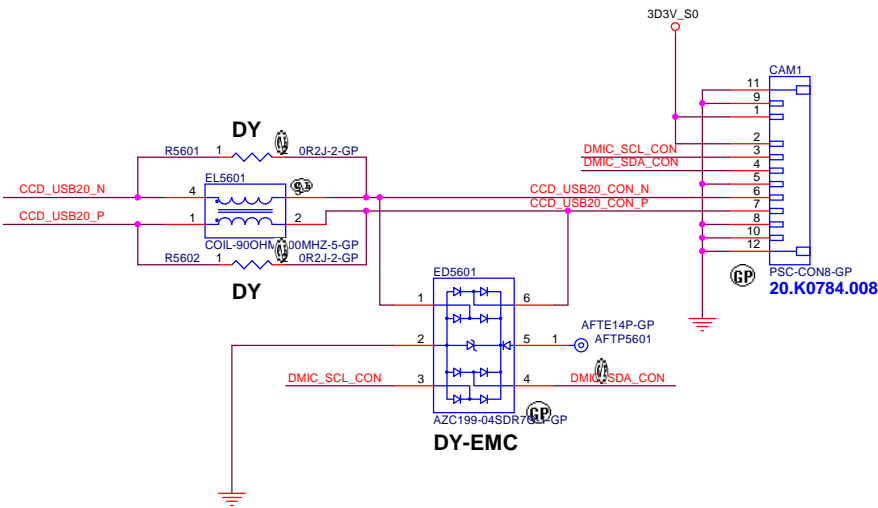 3D3V_S0
CAM1
11
9
1
2
DMIC_SCL_CON 3
DMIC_SDA_CON 4
5
6
7
8
10
12
PSC-CON8-GP
20.K0784.008
GP
DY
R5601 1 2 0R2J-2-GP
EL5601
CCD_USB20_N 4 3 CCD_USB20_CON_N
CCD_USB20_P 1 2 CCD_USB20_CON_P
COIL-90OHM 00MHZ-5-GP
R5602 1 2 0R2J-2-GP
DY
ED5601
1 6
2 5 1
AFTE14P-GP
AFTP5601
DMIC_SCL_CON 3 4 DMIC_SDA_CON
GP
DY-EMC